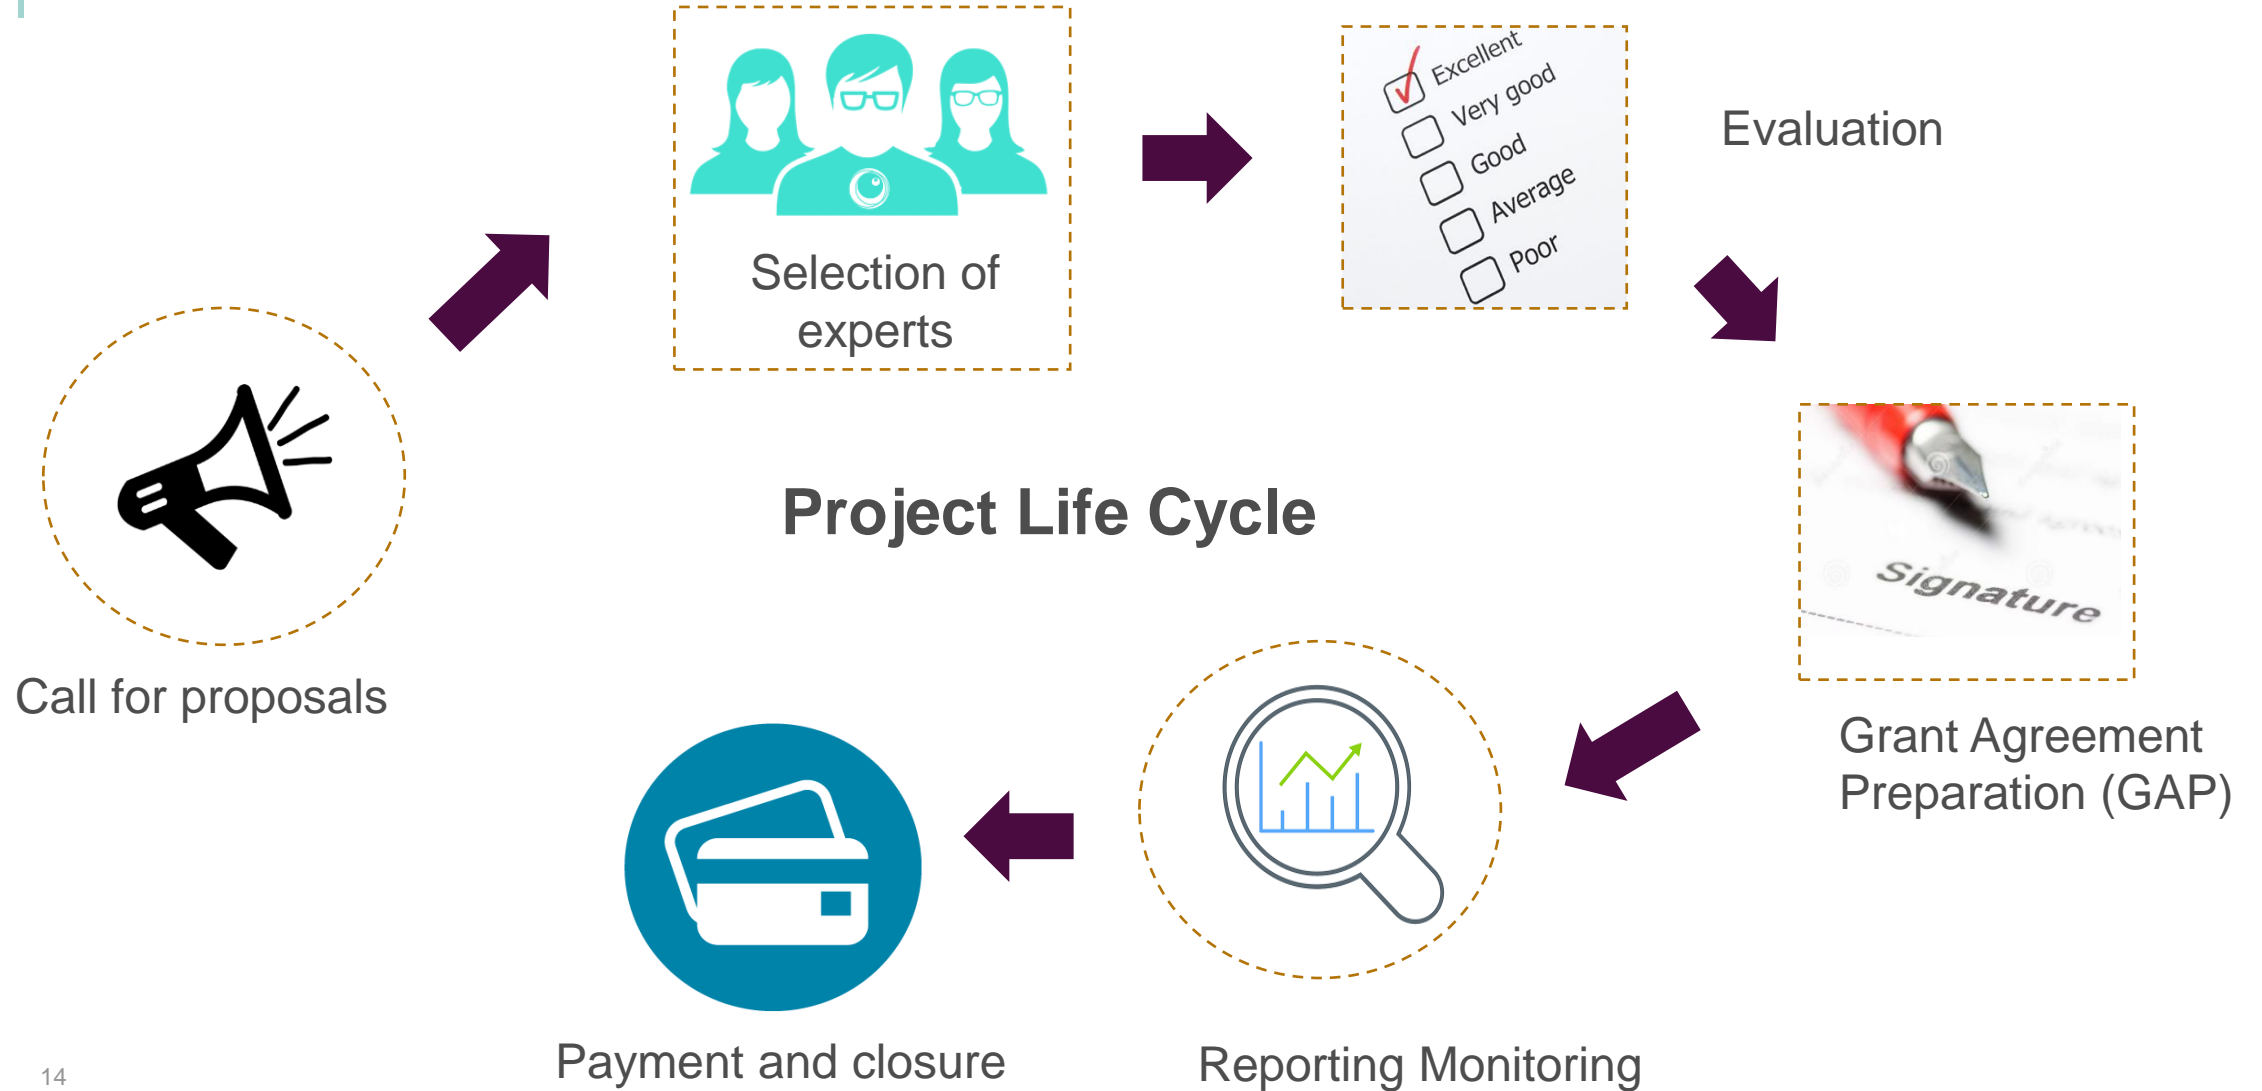 Excellent
Very good
Good
Average
Poor
Evaluation
Selection of
experts
Project Life Cycle
Signature
Call for proposals
Grant Agreement
Preparation (GAP)
Payment and closure
Reporting Monitoring
14